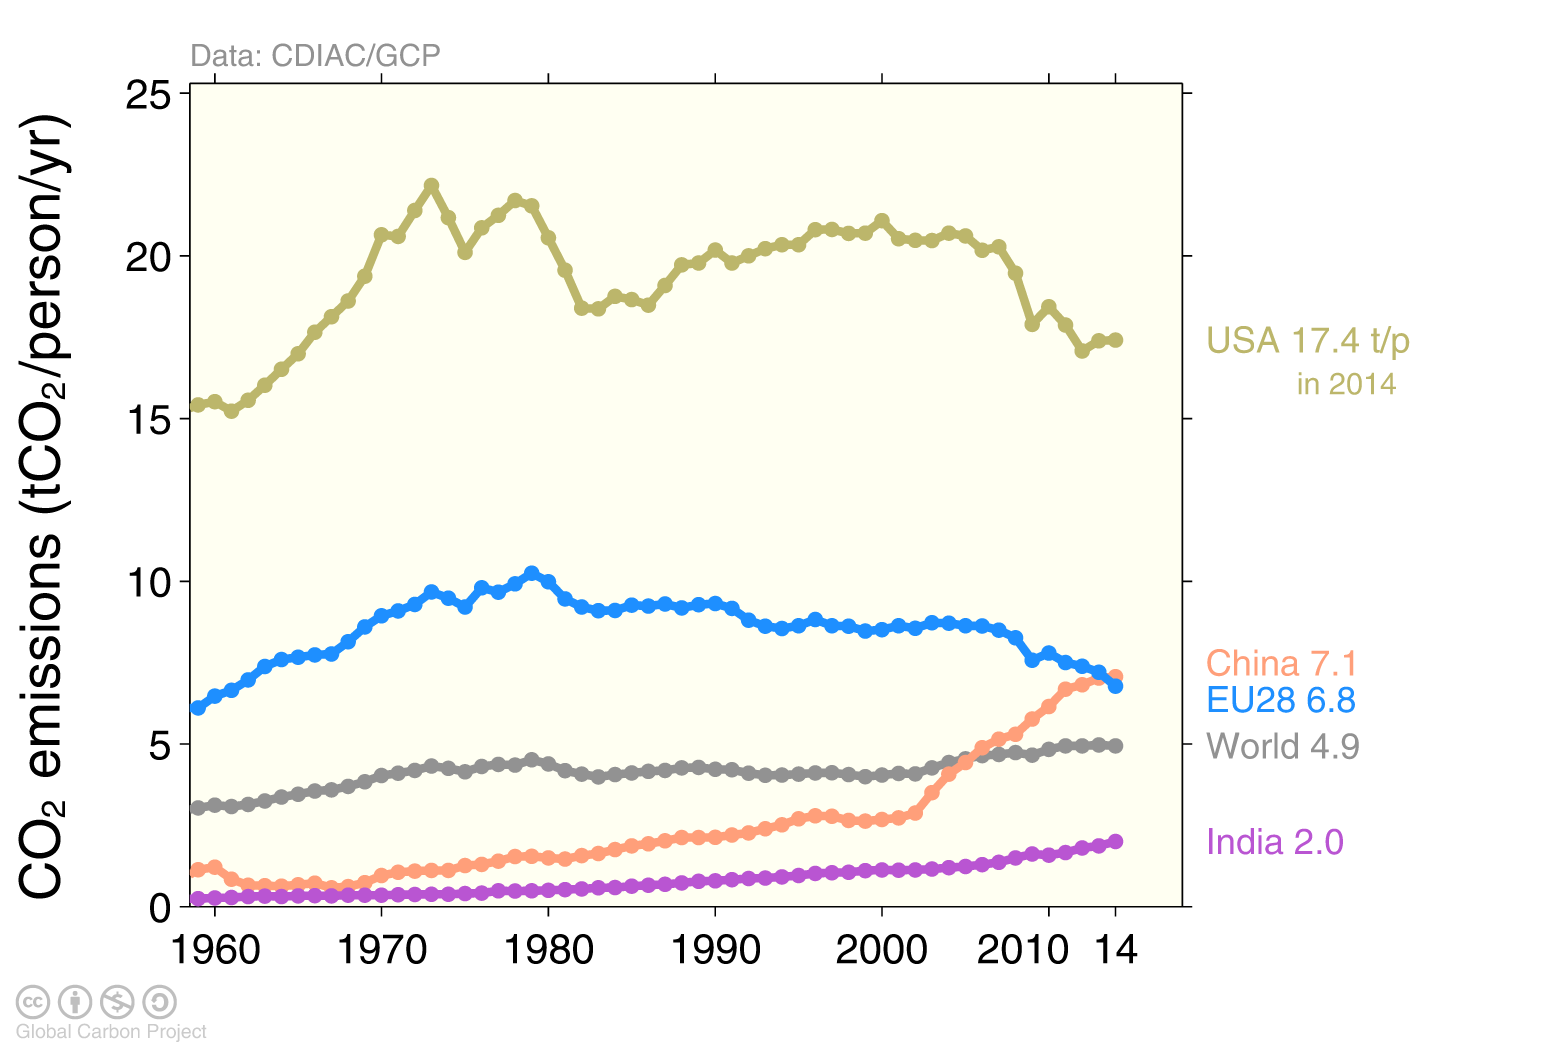 Data: CDIAC/GCP
CO₂ emissions (tCO₂/person/yr)
25
20
15
10
5
0
1960 1970 1980 1990 2000 2010 14
USA 17.4 t/p
in 2014
China 7.1
EU28 6.8
World 4.9
India 2.0
cc
Global Carbon Project